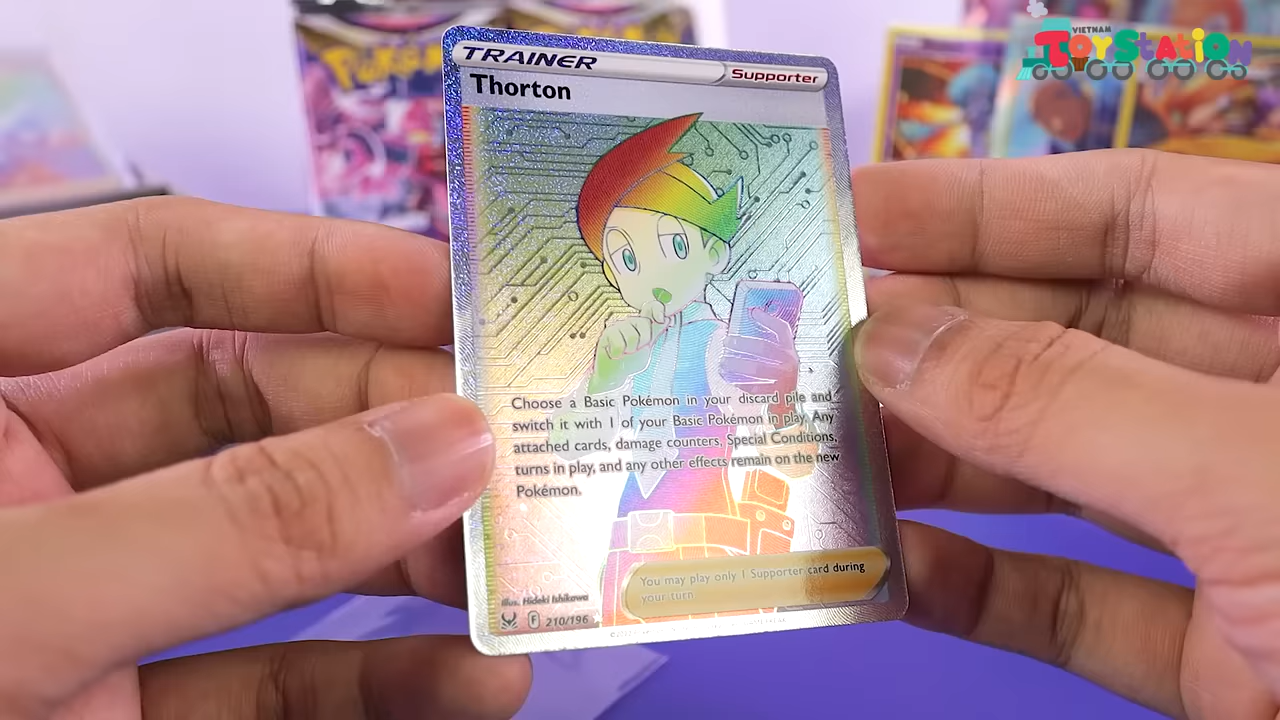 VIETNAM
TOYSTATION
TRAINER
Supporter
Thorton
Choose a Basic Pokémon in your discard pile and
switch it with 1 of your Basic Pokémon in play. Any
attached cards, damage counters, Special Conditions,
turns in play, and any other effects remain on the new
Pokémon.
You may play only 1 Supporter card during
your turn.
Illus. Hideki Ishikawa
F 210/196